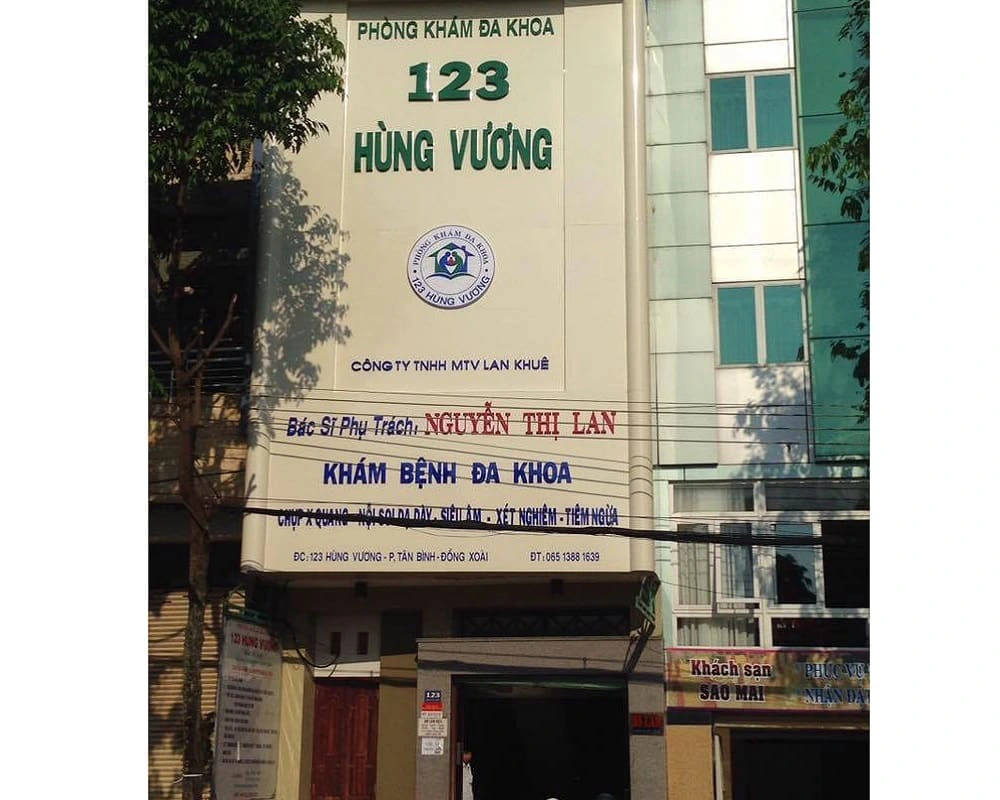 PHÒNG KHÁM ĐA KHOA
123
HÙNG VƯƠNG
PHÒNG KHÁM ĐA KHOA
123 HÙNG VƯƠNG
CÔNG TY TNHH MTV LAN KHUÊ
Bác Sĩ Phụ Trách: NGUYỄN THỊ LAN
KHÁM BỆNH ĐA KHOA
CHỤP X QUANG - NỘI SOI DẠ DÀY - SIÊU ÂM - XÉT NGHIỆM - TIÊM NGỪA
ĐC: 123 HÙNG VƯƠNG - P, TÂN BÌNH - ĐỒNG XOÀI
ĐT: 065 1388 1639
123 HÙNG VƯƠNG
123
Khách sạn
SAO MAI
PHỤC VỤ
NHÂN ĐẠ